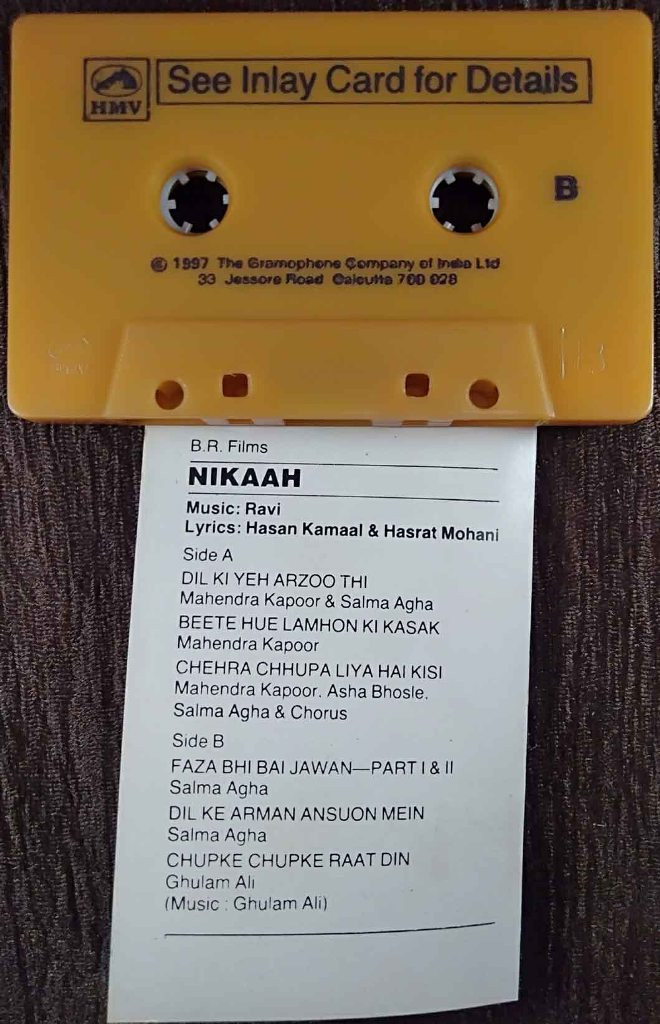 HMV
See Inlay Card for Details
B
© 1997 The Gramophone Company of India Ltd
33 Jessore Road Calcutta 700 028
B.R. Films
NIKAAH
Music: Ravi
Lyrics: Hasan Kamaal & Hasrat Mohani
Side A
DIL KI YEH ARZOO THI
Mahendra Kapoor & Salma Agha
BEETE HUE LAMHON KI KASAK
Mahendra Kapoor
CHEHRA CHHUPA LIYA HAI KISI
Mahendra Kapoor, Asha Bhosle,
Salma Agha & Chorus
Side B
FAZA BHI BAI JAWAN—PART I & II
Salma Agha
DIL KE ARMAN ANSUON MEIN
Salma Agha
CHUPKE CHUPKE RAAT DIN
Ghulam Ali
(Music : Ghulam Ali)